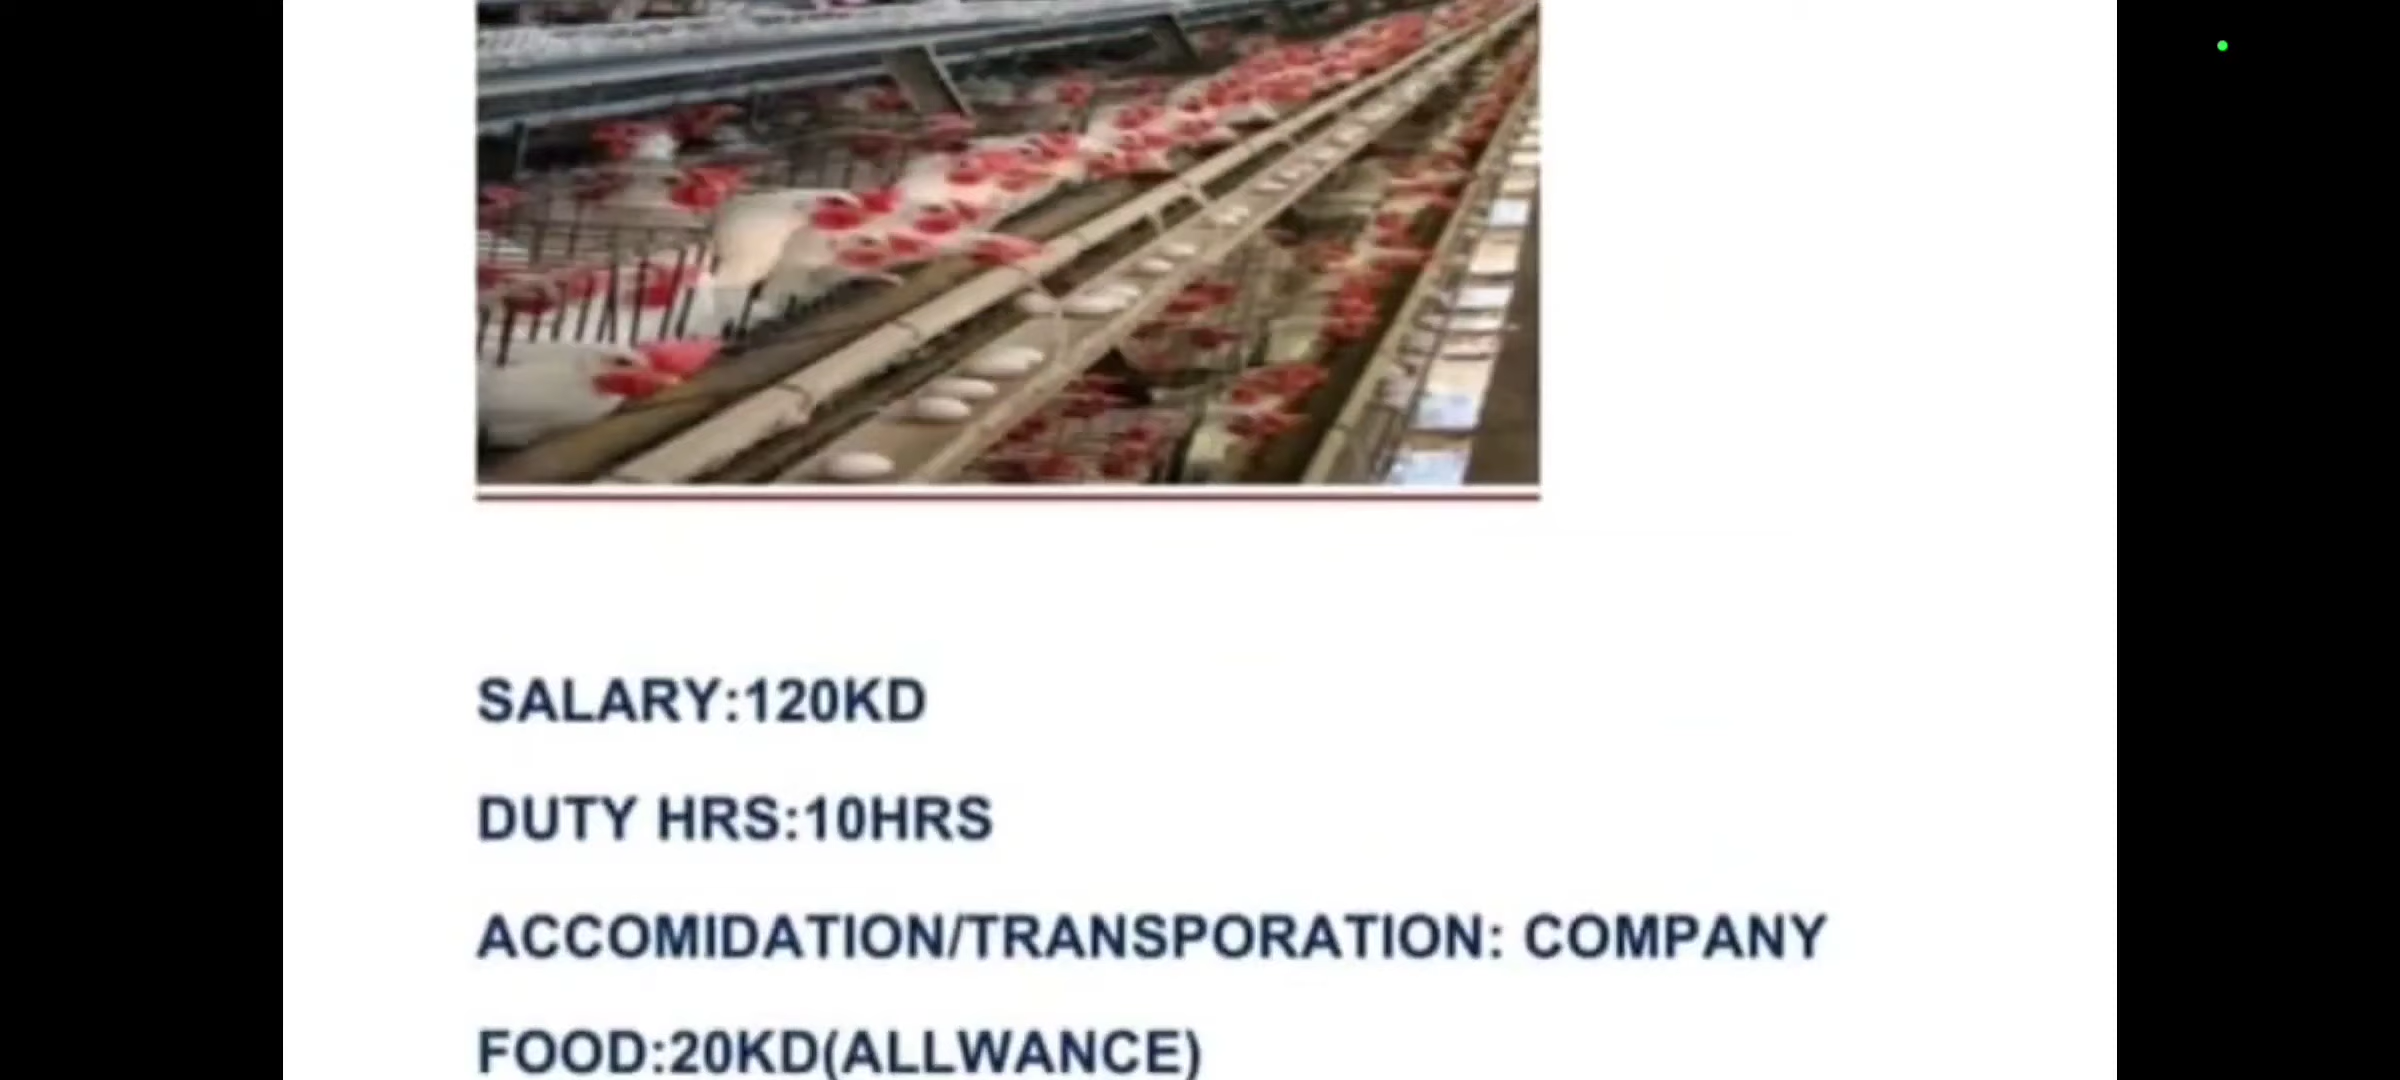 SALARY:120KD
DUTY HRS:10HRS
ACCOMIDATION/TRANSPORATION: COMPANY
FOOD:20KD(ALLWANCE)